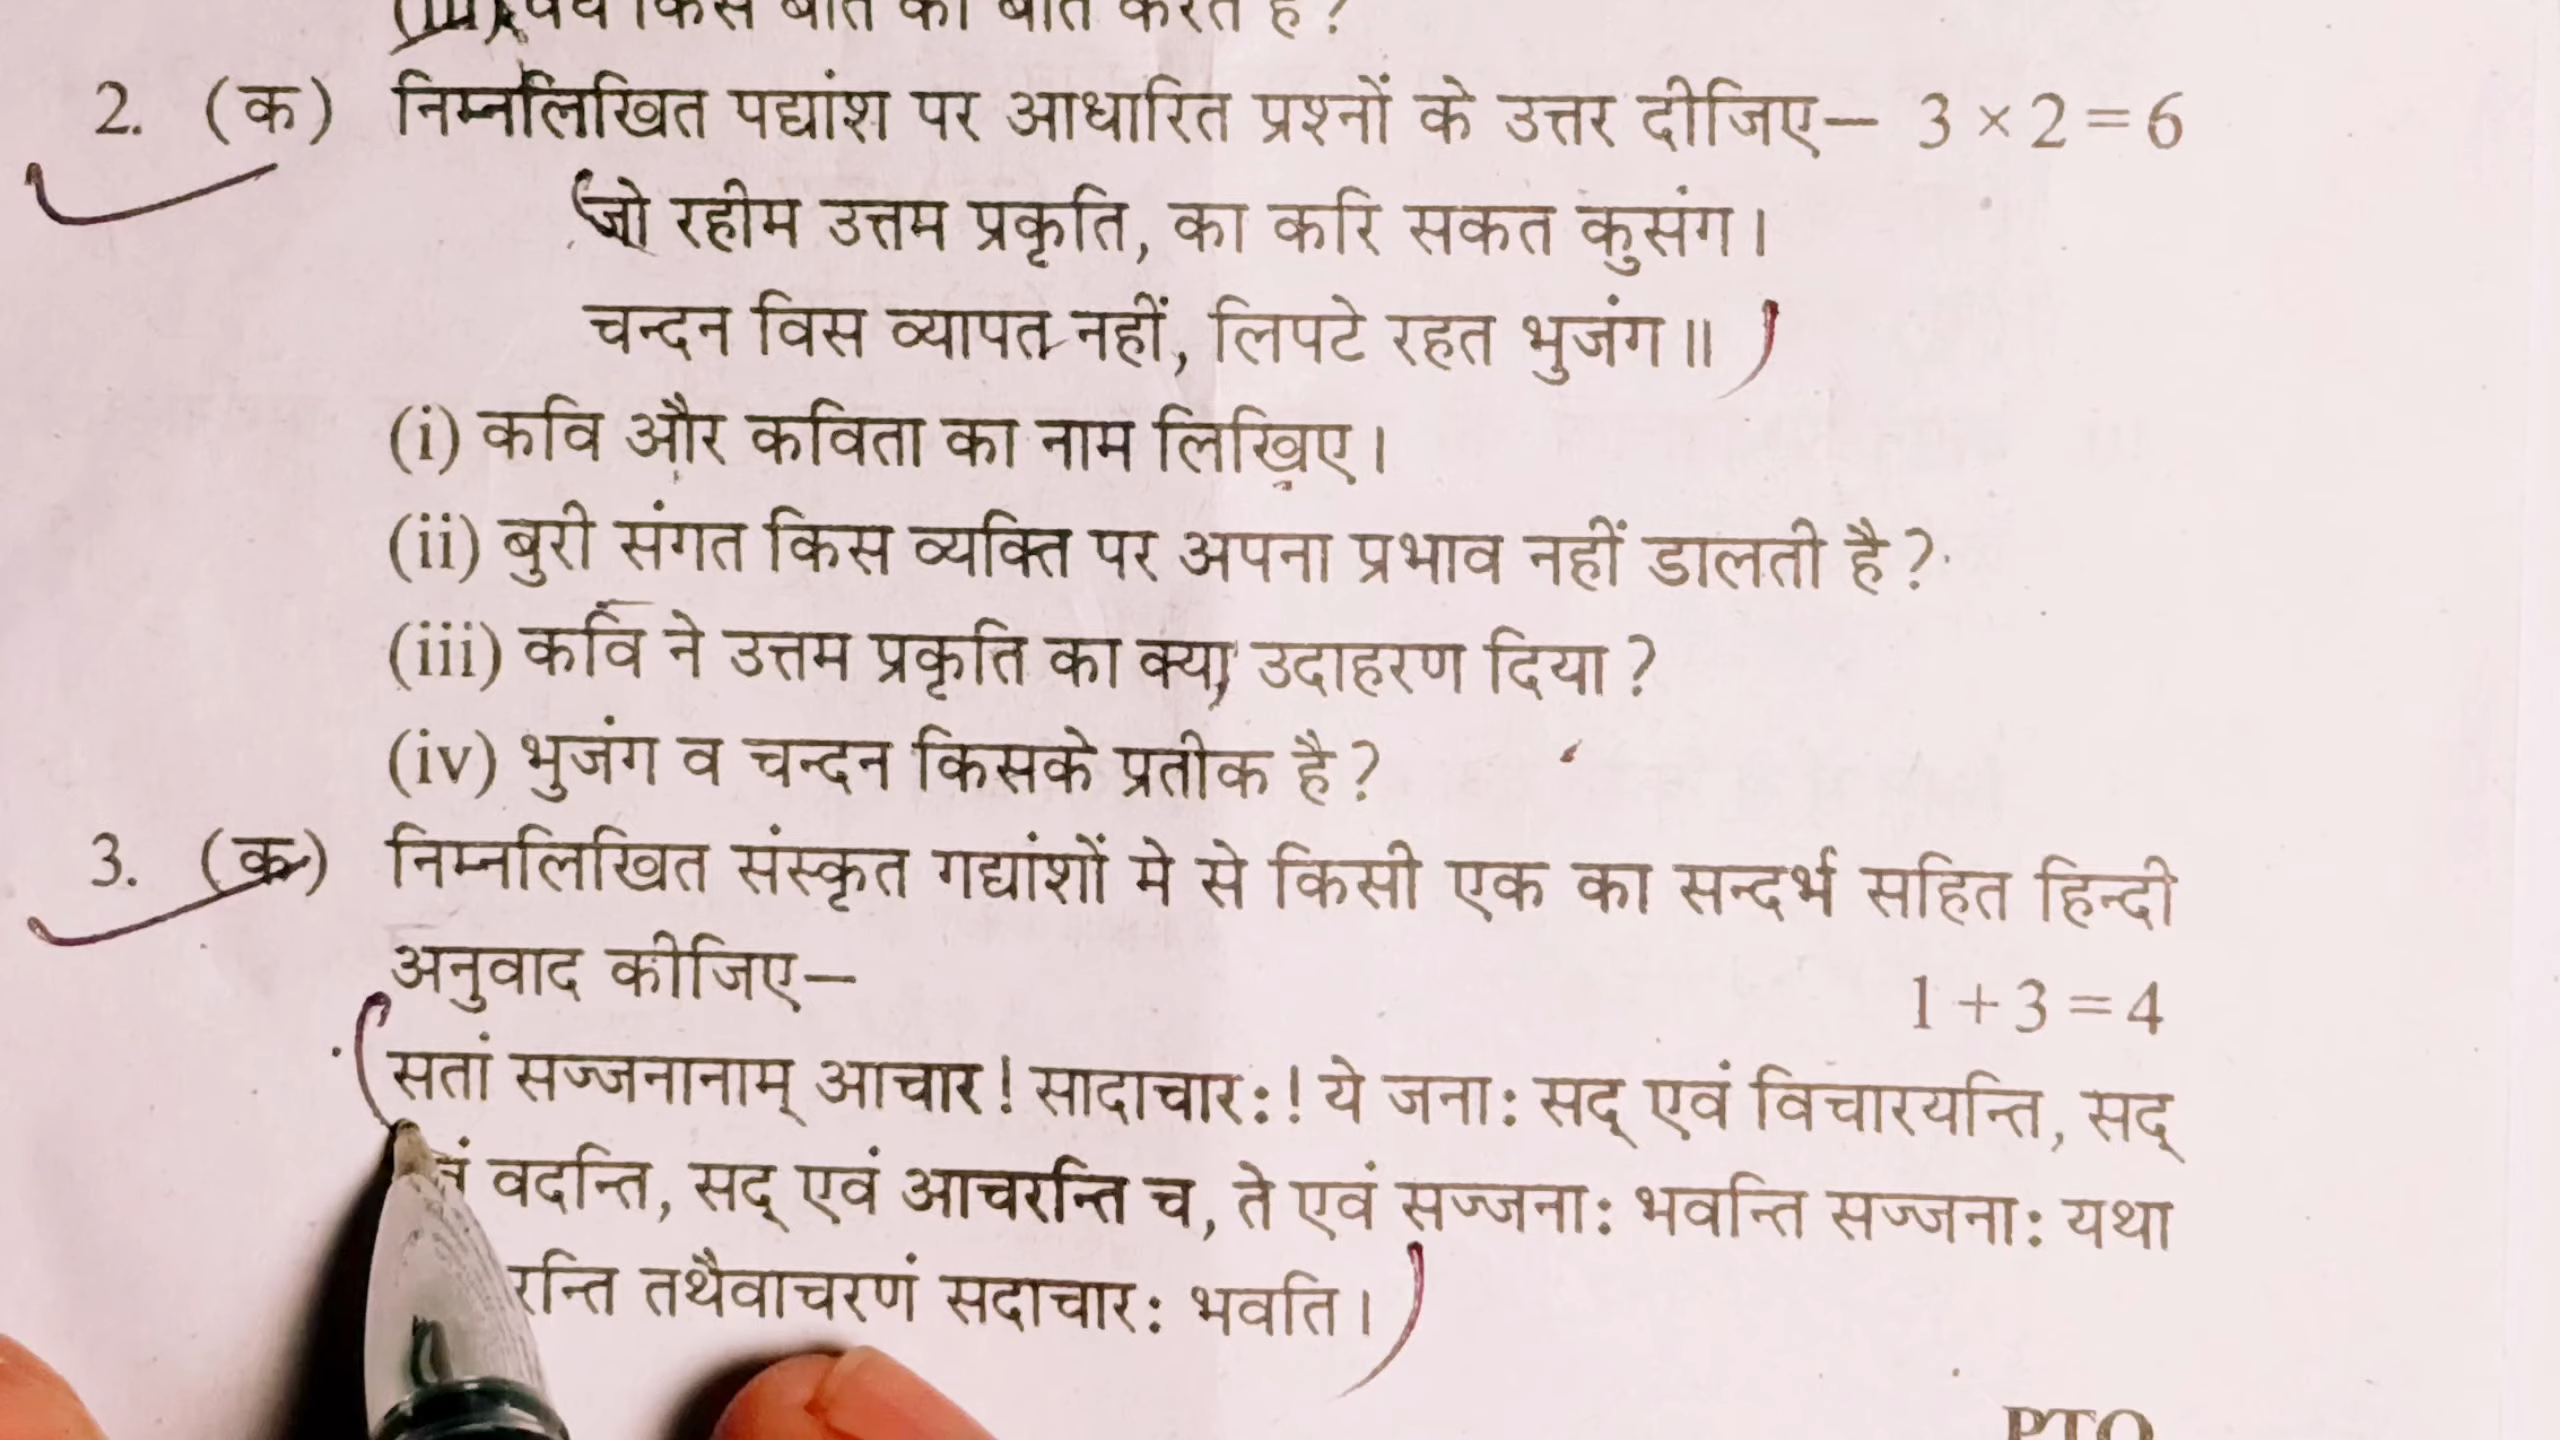 किस बात की बात करते है?
2. (क) निम्नलिखित पद्यांश पर आधारित प्रश्नों के उत्तर दीजिए– 3 × 2 = 6
जो रहीम उत्तम प्रकृति, का करि सकत कुसंग।
चन्दन विस व्यापत नहीं, लिपटे रहत भुजंग॥
(i) कवि और कविता का नाम लिखिए।
(ii) बुरी संगत किस व्यक्ति पर अपना प्रभाव नहीं डालती है?
(iii) कवि ने उत्तम प्रकृति का क्या उदाहरण दिया?
(iv) भुजंग व चन्दन किसके प्रतीक है?
3. (क) निम्नलिखित संस्कृत गद्यांशों मे से किसी एक का सन्दर्भ सहित हिन्दी
अनुवाद कीजिए– 1 + 3 = 4
सतां सज्जनानाम् आचार! सादाचार:! ये जना: सद् एवं विचारयन्ति, सद्
वदन्ति, सद् एवं आचरन्ति च, ते एवं सज्जना: भवन्ति सज्जना: यथा
तथैवाचरणं सदाचार: भवति।
PTO